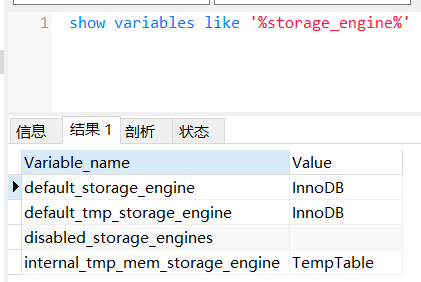 1 show variables like '%storage_engine%'
信息 结果 1 剖析 状态
Variable_name Value
default_storage_engine InnoDB
default_tmp_storage_engine InnoDB
disabled_storage_engines
internal_tmp_mem_storage_engine TempTable